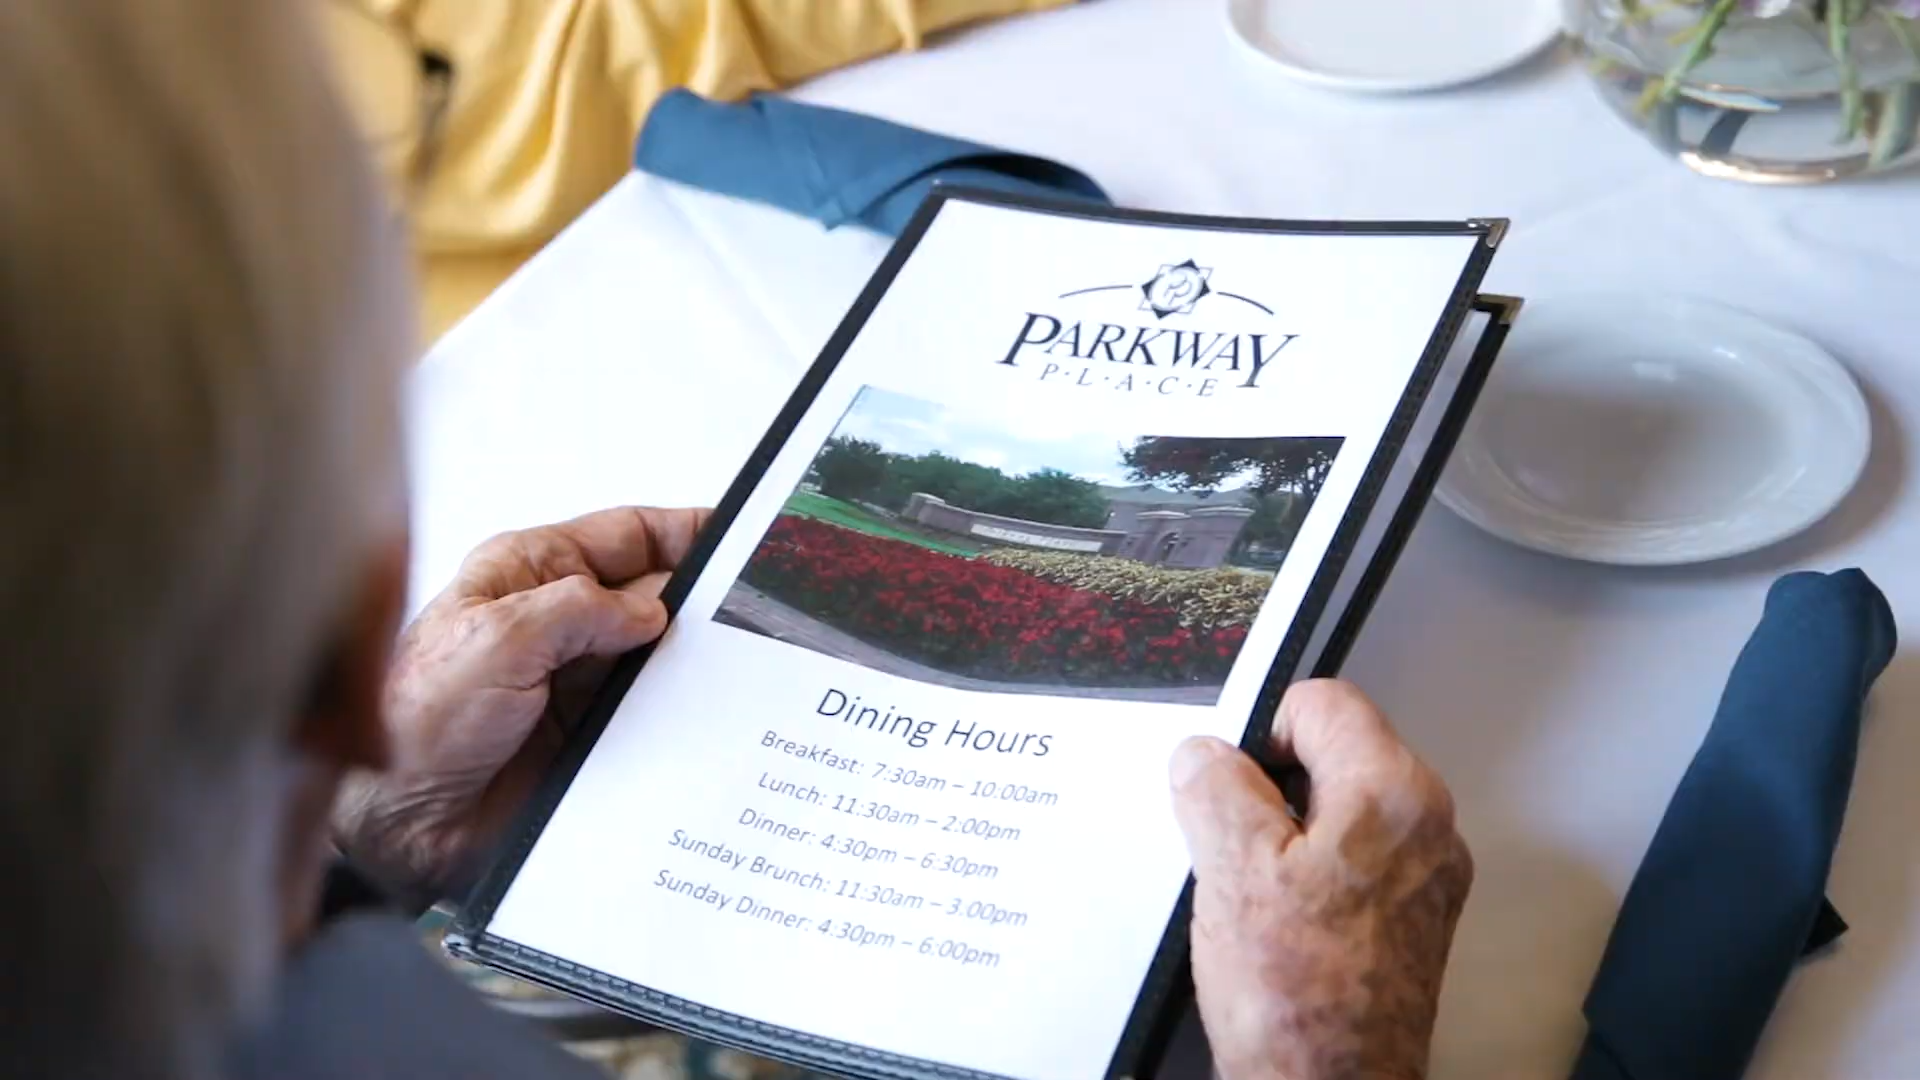 PARKWAY
P·L·A·C·E
Dining Hours
Breakfast: 7:30am – 10:00am
Lunch: 11:30am – 2:00pm
Dinner: 4:30pm – 6:30pm
Sunday Brunch: 11:30am – 3:00pm
Sunday Dinner: 4:30pm – 6:00pm